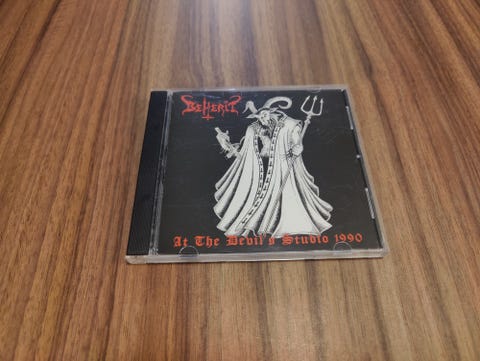 BEHERIT
At The Devil's Studio 1990